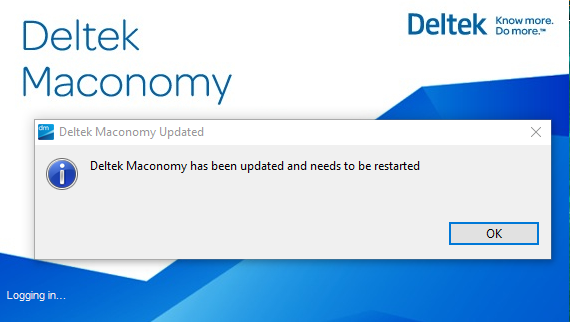 Deltek
Maconomy
Deltek Know more.
Do more.™
dm Deltek Maconomy Updated
Deltek Maconomy has been updated and needs to be restarted
OK
Logging in...